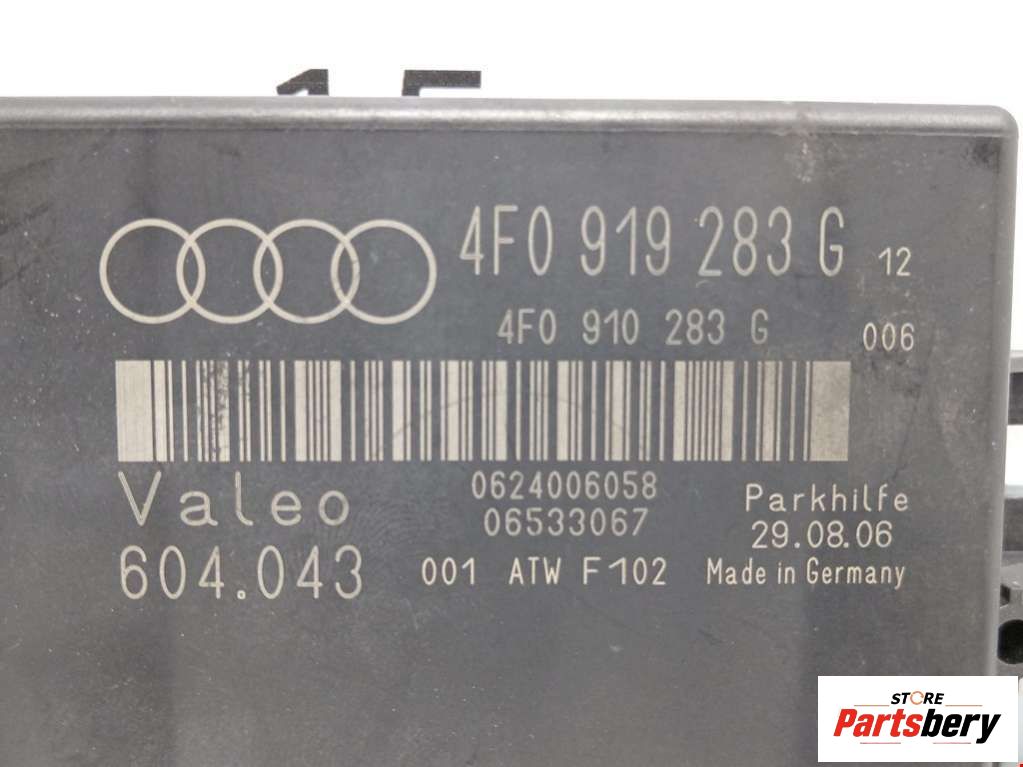 4F0 919 283 G 12
4F0 910 283 G 006
Valeo
0624006058
06533067
Parkhilfe
29.08.06
604.043
001 ATW F102
Made in Germany
STORE
Partsbery